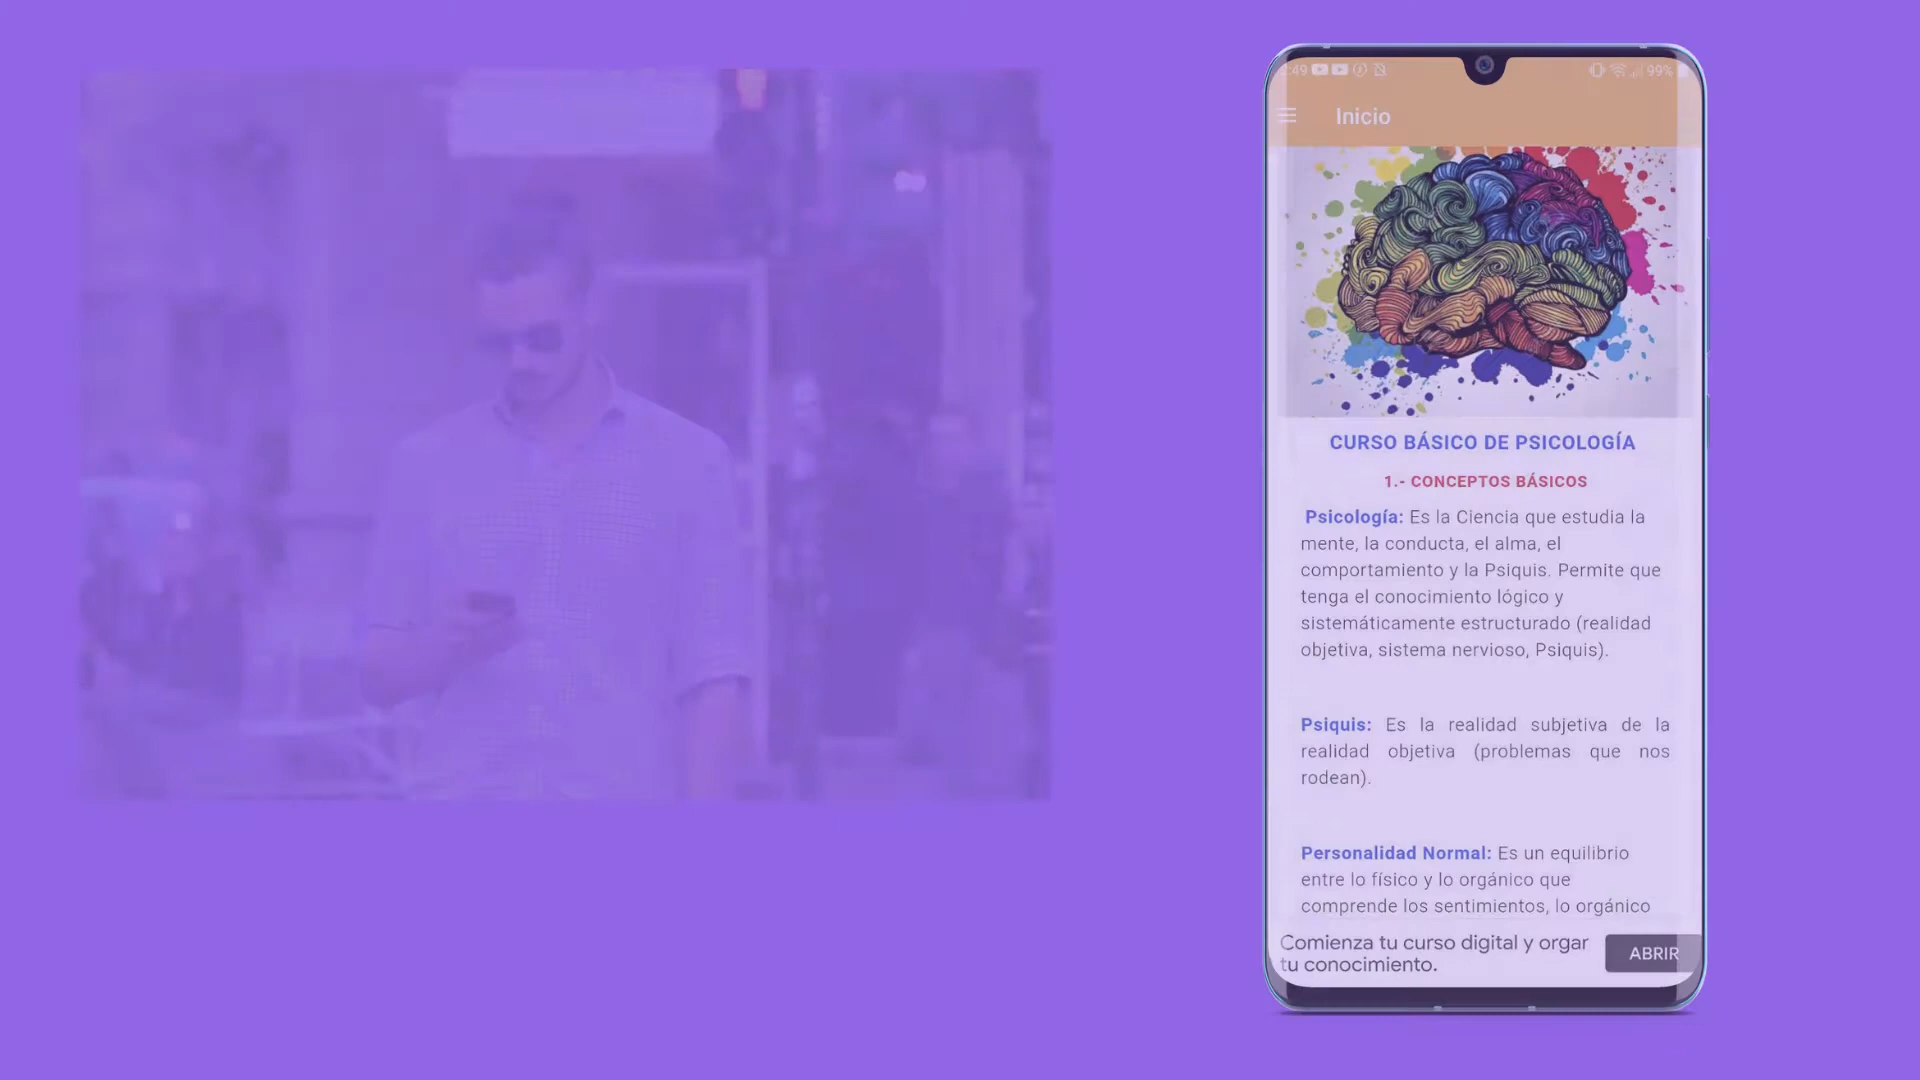 :49 99%
Inicio
CURSO BÁSICO DE PSICOLOGÍA
1.- CONCEPTOS BÁSICOS
Psicología: Es la Ciencia que estudia la
mente, la conducta, el alma, el
comportamiento y la Psiquis. Permite que
tenga el conocimiento lógico y
sistemáticamente estructurado (realidad
objetiva, sistema nervioso, Psiquis).
Psiquis: Es la realidad subjetiva de la
realidad objetiva (problemas que nos
rodean).
Personalidad Normal: Es un equilibrio
entre lo físico y lo orgánico que
comprende los sentimientos, lo orgánico
Comienza tu curso digital y orgar
tu conocimiento.
ABRIR